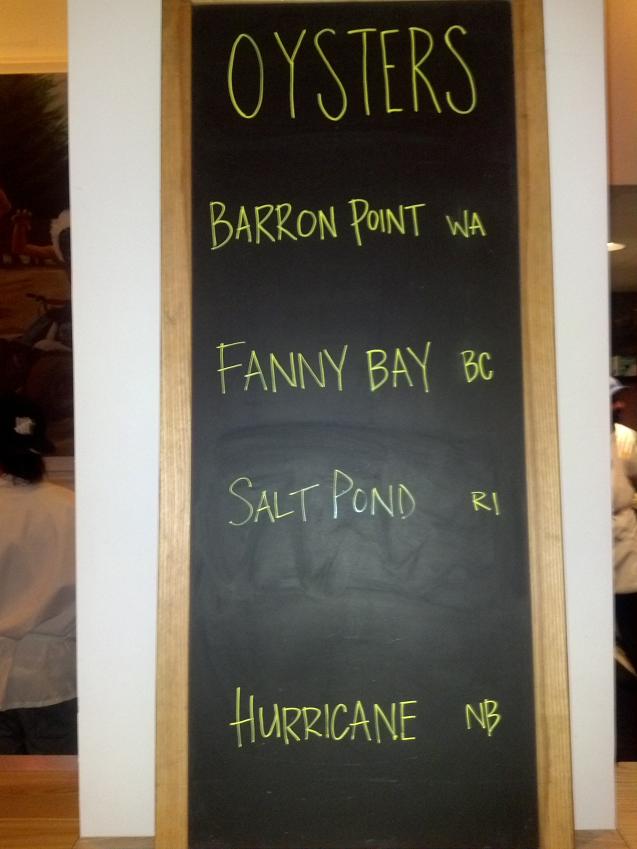 OYSTERS
BARRON POINT WA
FANNY BAY BC
SALT POND RI
HURRICANE NB